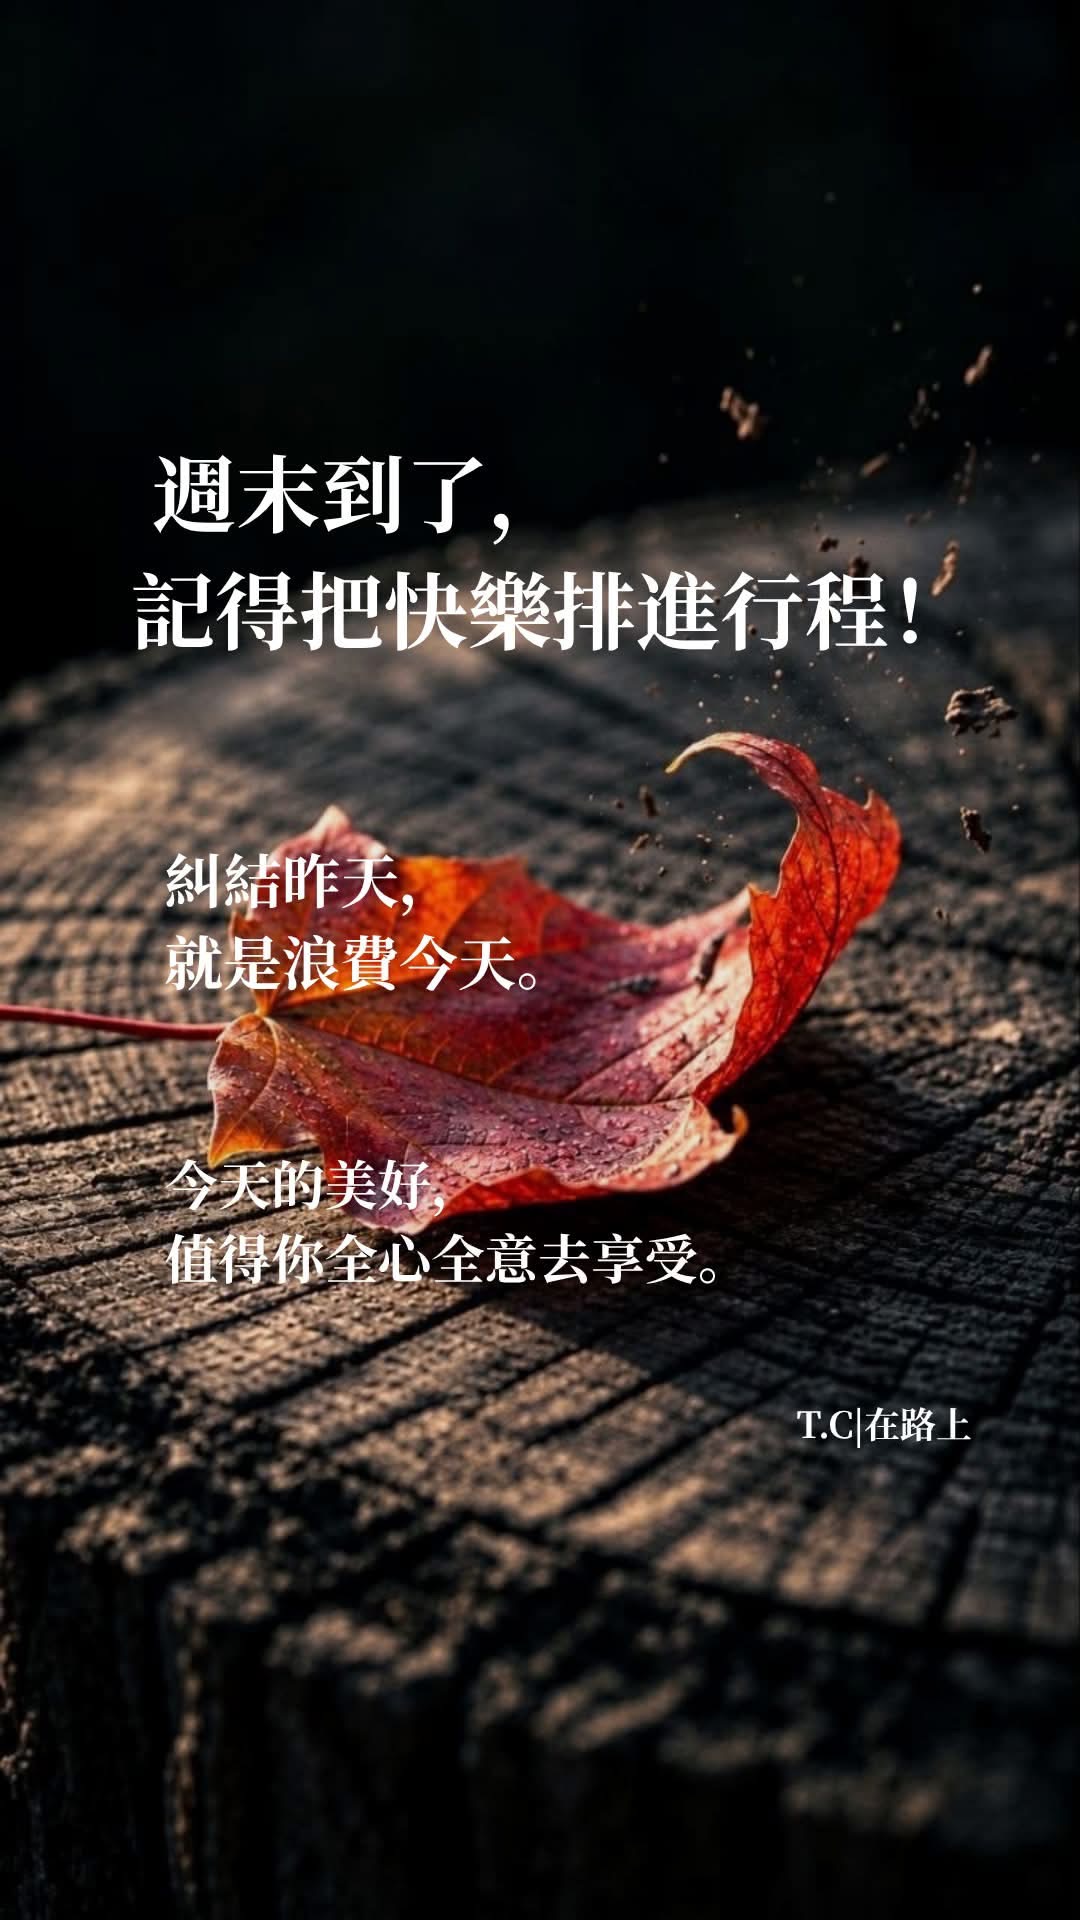 週末到了,
記得把快樂排進行程!
糾結昨天,
就是浪費今天。
今天的美好,
值得你全心全意去享受。
T.C|在路上